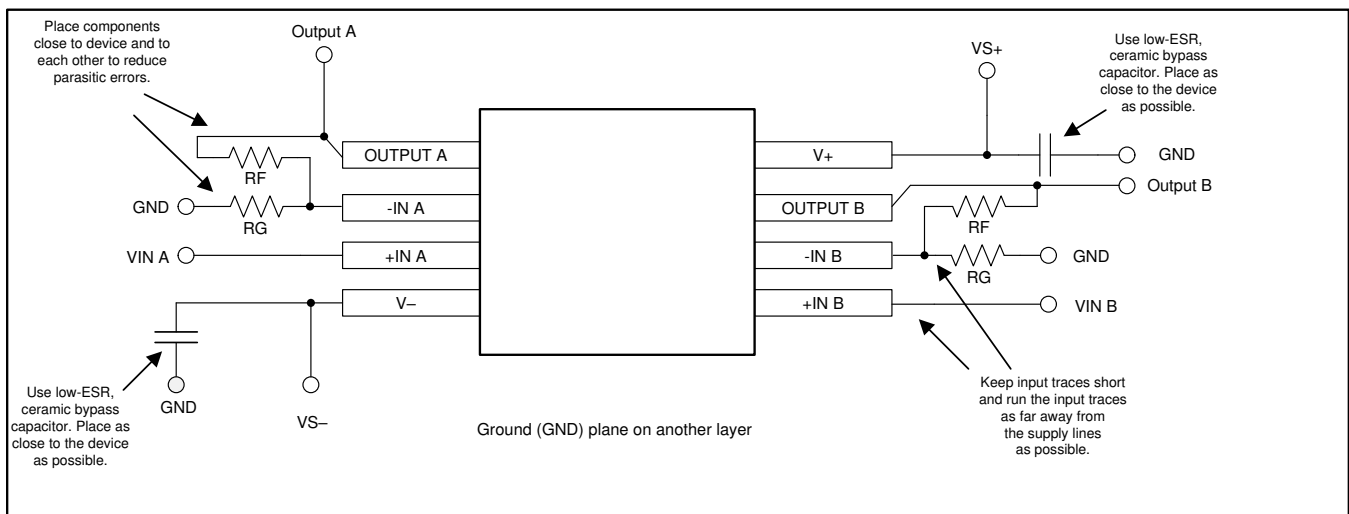 Place components
close to device and to
each other to reduce
parasitic errors.
Output A
VS+
Use low-ESR,
ceramic bypass
capacitor. Place as
close to the device
as possible.
OUTPUT A
V+
GND
RF
Output B
GND
-IN A
OUTPUT B
RG
RF
VIN A
+IN A
-IN B
GND
RG
V–
+IN B
VIN B
Use low-ESR,
ceramic bypass
capacitor. Place as
close to the device
as possible.
GND
VS–
Ground (GND) plane on another layer
Keep input traces short
and run the input traces
as far away from
the supply lines
as possible.